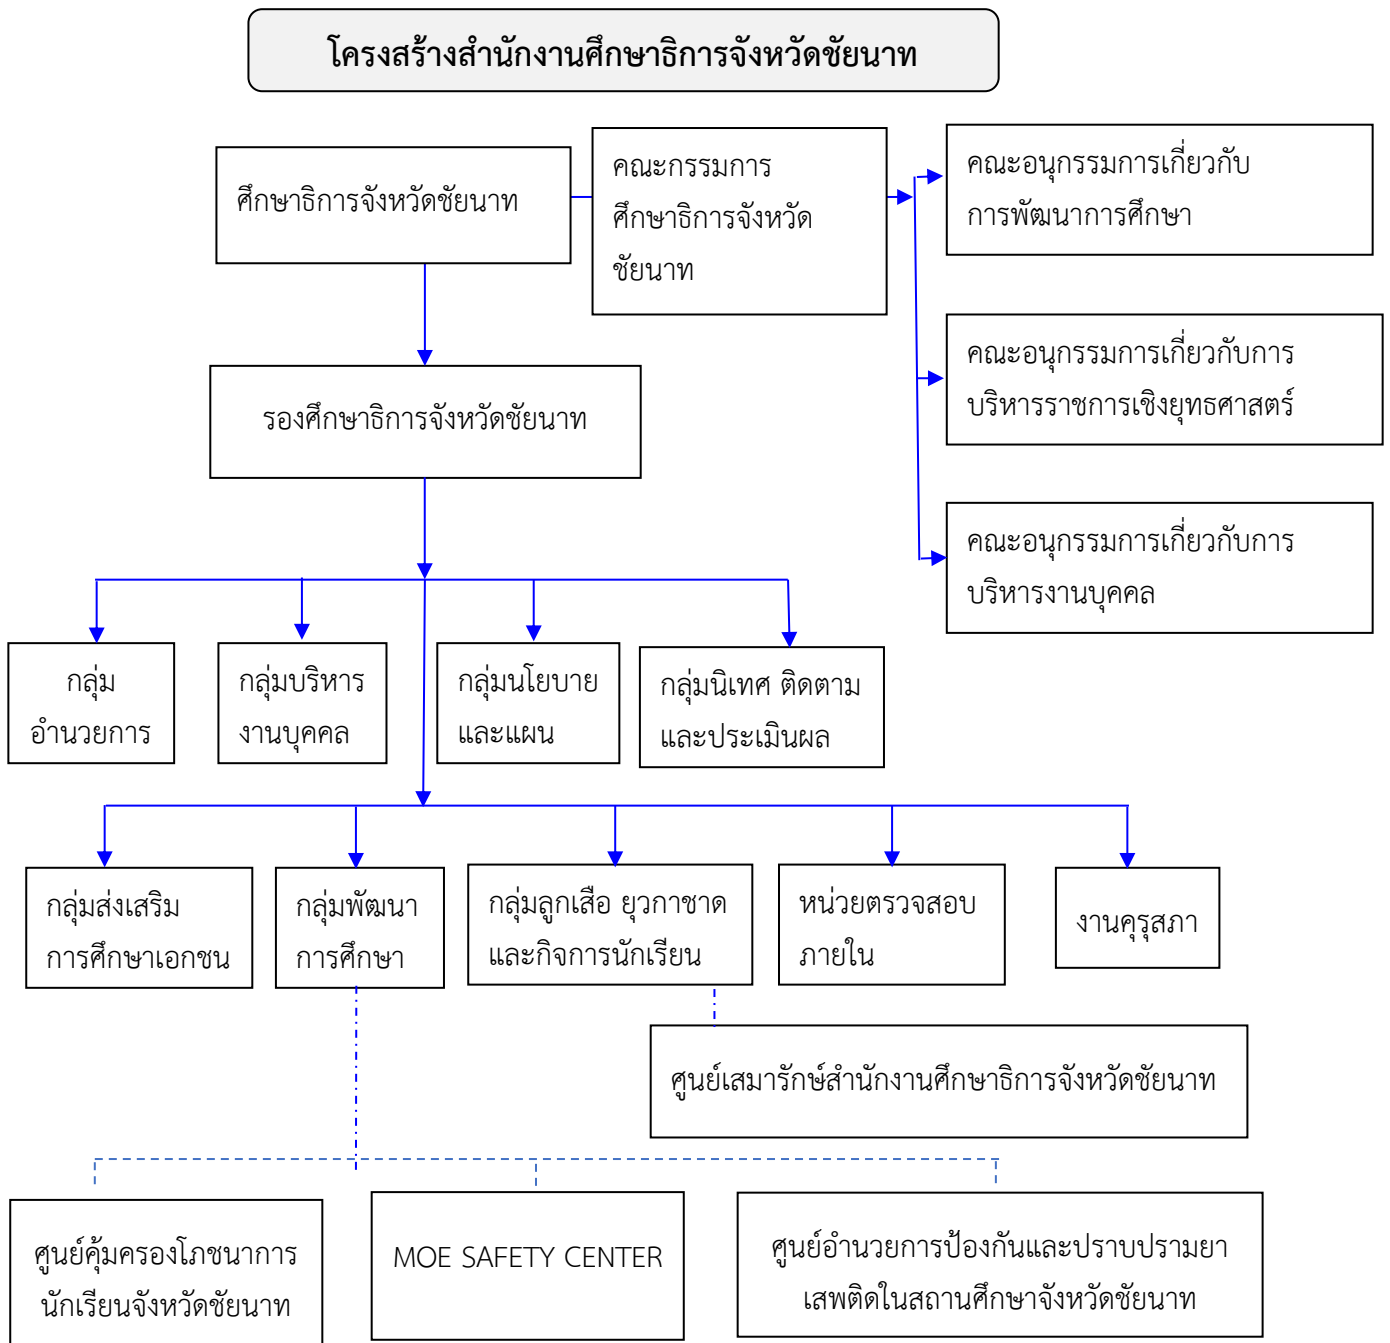 โครงสร้างสำนักงานศึกษาธิการจังหวัดชัยนาท
ศึกษาธิการจังหวัดชัยนาท
คณะกรรมการ
ศึกษาธิการจังหวัด
ชัยนาท
คณะอนุกรรมการเกี่ยวกับ
การพัฒนาการศึกษา
คณะอนุกรรมการเกี่ยวกับการ
บริหารราชการเชิงยุทธศาสตร์
รองศึกษาธิการจังหวัดชัยนาท
คณะอนุกรรมการเกี่ยวกับการ
บริหารงานบุคคล
กลุ่ม
อำนวยการ
กลุ่มบริหาร
งานบุคคล
กลุ่มนโยบาย
และแผน
กลุ่มนิเทศ ติดตาม
และประเมินผล
กลุ่มส่งเสริม
การศึกษาเอกชน
กลุ่มพัฒนา
การศึกษา
กลุ่มลูกเสือ ยุวกาชาด
และกิจการนักเรียน
หน่วยตรวจสอบ
ภายใน
งานคุรุสภา
ศูนย์เสมารักษ์สำนักงานศึกษาธิการจังหวัดชัยนาท
ศูนย์คุ้มครองโภชนาการ
นักเรียนจังหวัดชัยนาท
MOE SAFETY CENTER
ศูนย์อำนวยการป้องกันและปราบปรามยา
เสพติดในสถานศึกษาจังหวัดชัยนาท